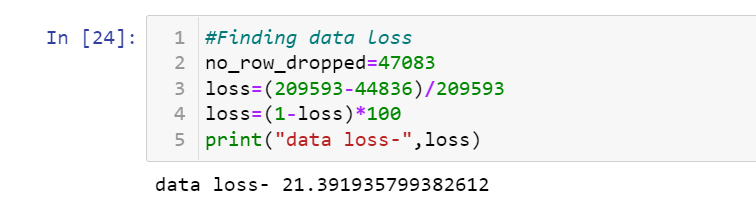 In [24]:
1 #Finding data loss
2 no_row_dropped=47083
3 loss=(209593-44836)/209593
4 loss=(1-loss)*100
5 print("data loss-",loss)
data loss- 21.391935799382612